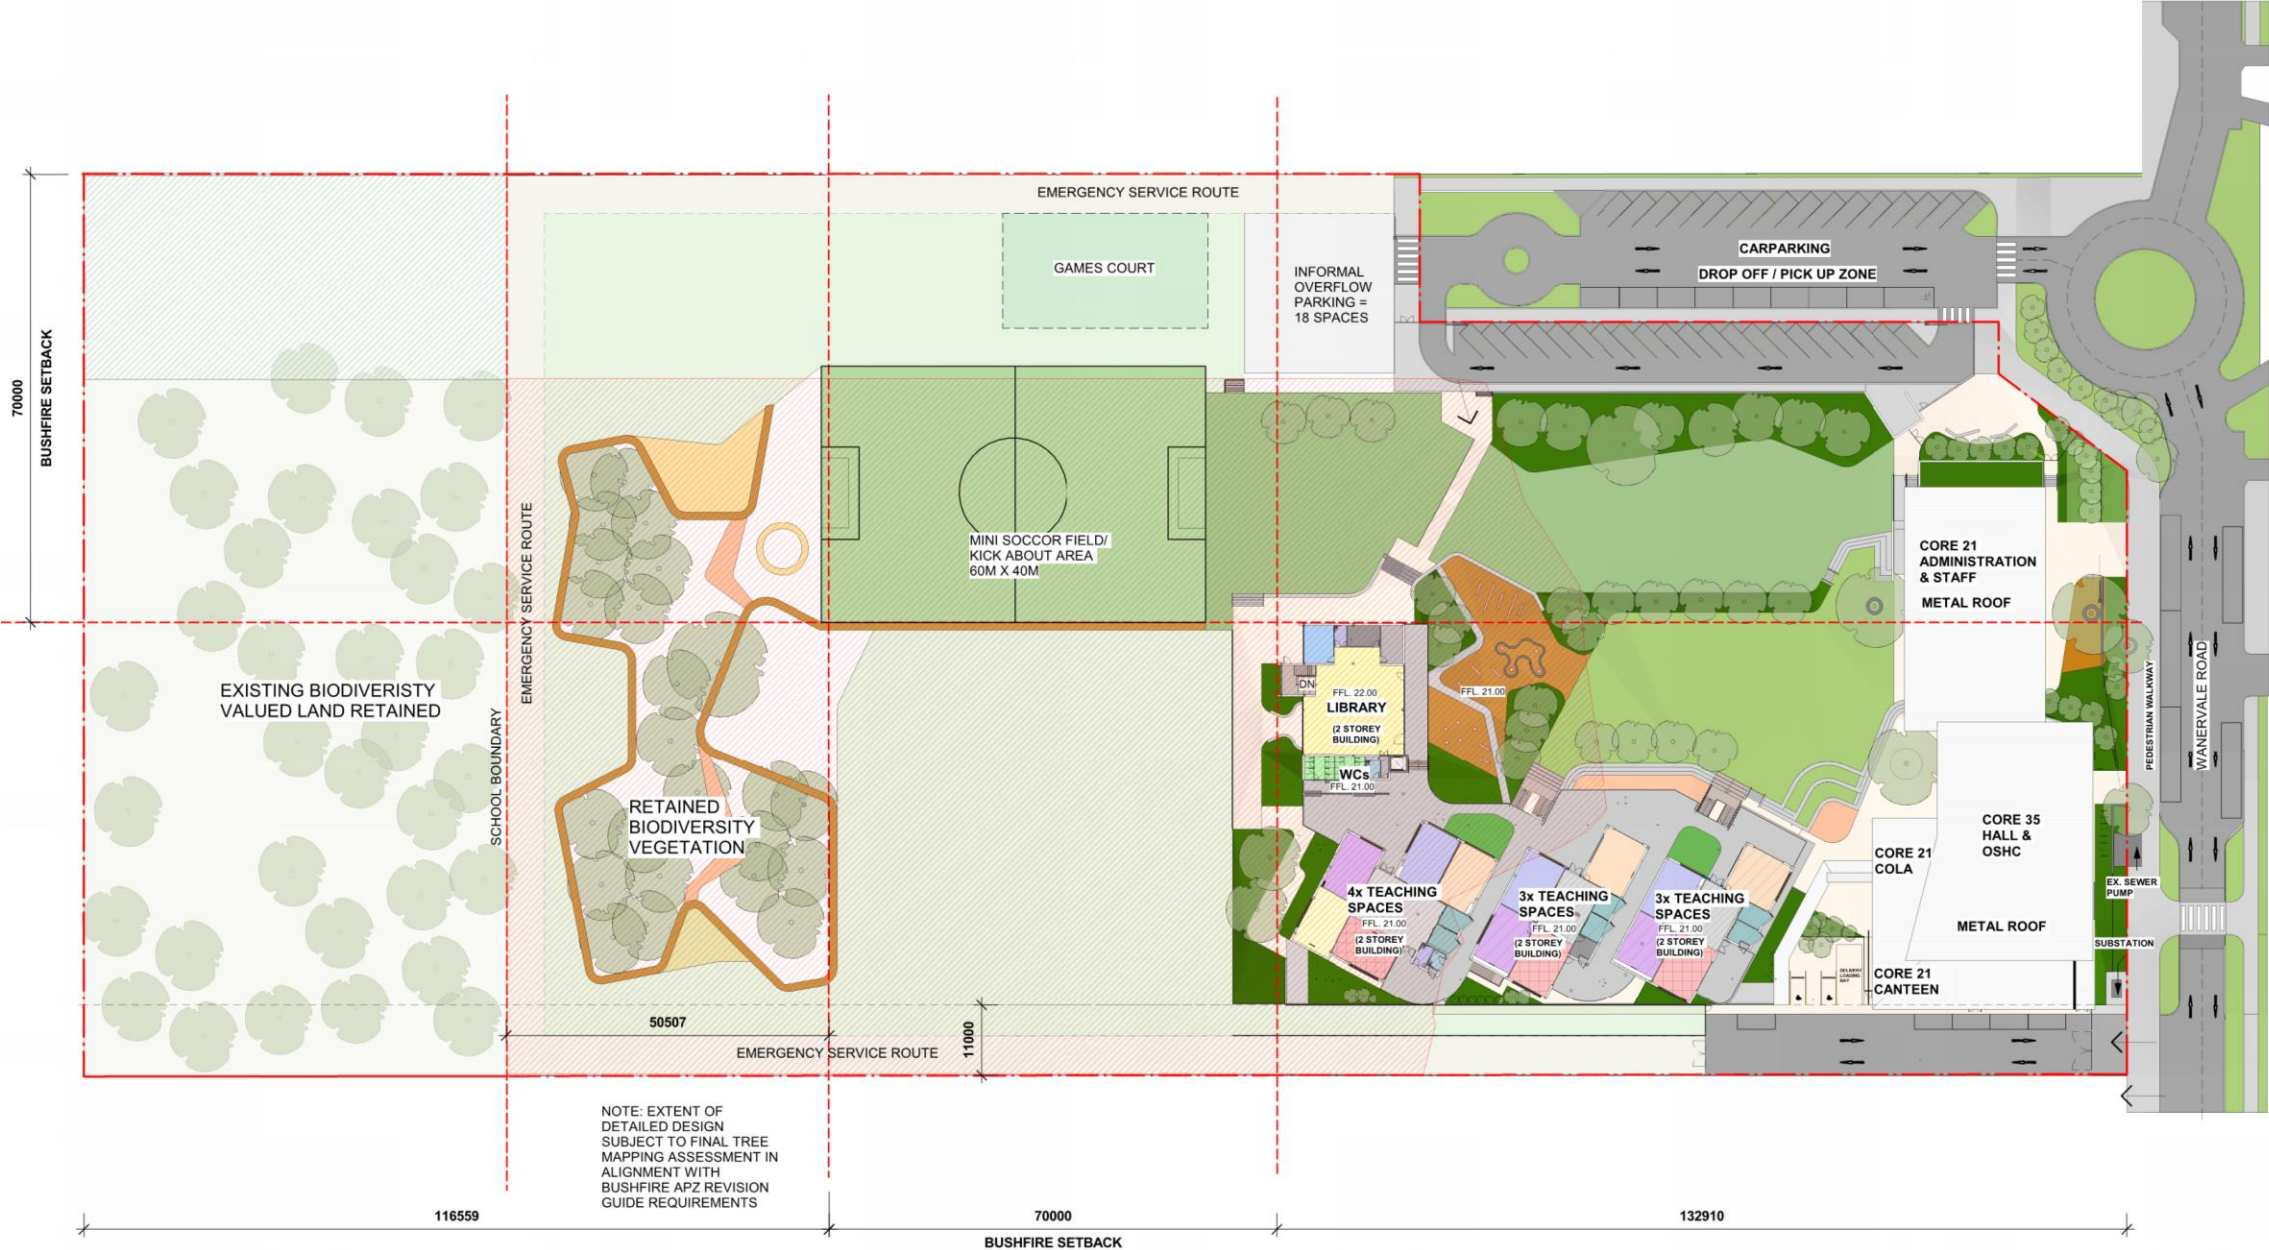 EMERGENCY SERVICE ROUTE
GAMES COURT
INFORMAL
OVERFLOW
PARKING =
18 SPACES
CARPARKING
DROP OFF / PICK UP ZONE
70000
BUSHFIRE SETBACK
EMERGENCY SERVICE ROUTE
SCHOOL BOUNDARY
MINI SOCCOR FIELD/
KICK ABOUT AREA
60M X 40M
CORE 21
ADMINISTRATION
& STAFF
METAL ROOF
EXISTING BIODIVERISTY
VALUED LAND RETAINED
DN
FFL. 22.00
LIBRARY
(2 STOREY
BUILDING)
FFL. 21.00
WCs
FFL. 21.00
PEDESTRIAN WALKWAY
WANERVALE ROAD
RETAINED
BIODIVERSITY
VEGETATION
4x TEACHING
SPACES
FFL. 21.00
(2 STOREY
BUILDING)
3x TEACHING
SPACES
FFL. 21.00
(2 STOREY
BUILDING)
3x TEACHING
SPACES
FFL. 21.00
(2 STOREY
BUILDING)
CORE 35
HALL &
OSHC
CORE 21
COLA
METAL ROOF
EX. SEWER
PUMP
SUBSTATION
DELIVERY
LOADING
BAY
CORE 21
CANTEEN
50507
11000
EMERGENCY SERVICE ROUTE
NOTE: EXTENT OF
DETAILED DESIGN
SUBJECT TO FINAL TREE
MAPPING ASSESSMENT IN
ALIGNMENT WITH
BUSHFIRE APZ REVISION
GUIDE REQUIREMENTS
116559
70000
132910
BUSHFIRE SETBACK